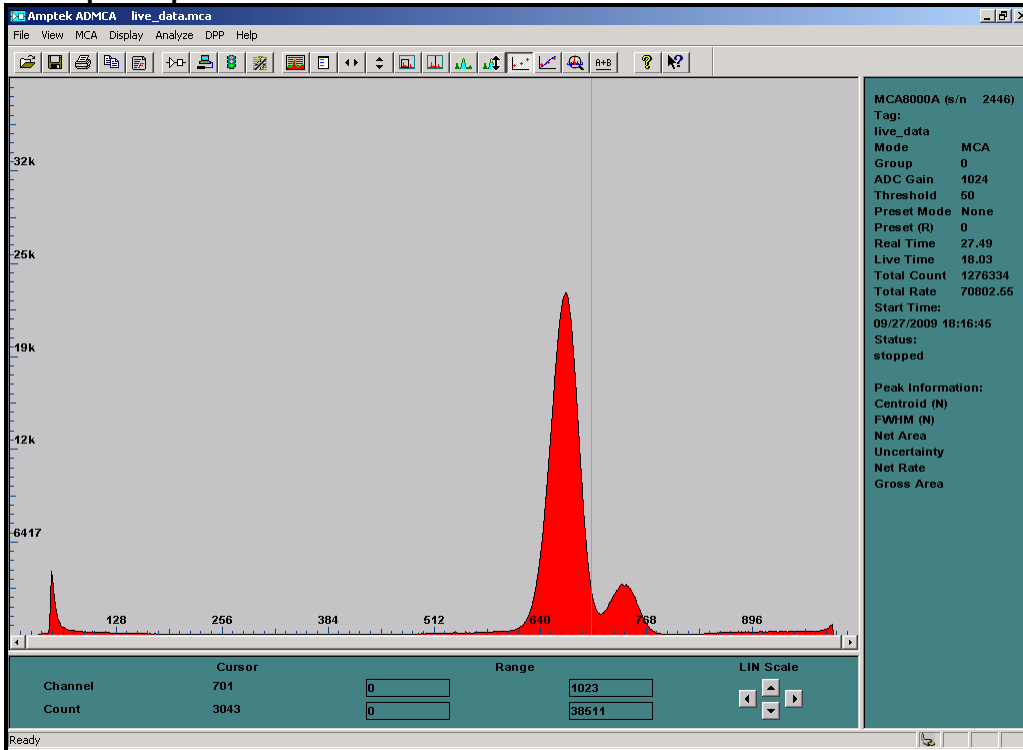 Amptek ADMCA live_data.mca
File View MCA Display Analyze DPP Help
A+B
32k
25k
19k
12k
6417
128 256 384 512 640 768 896
MCA8000A (s/n 2446)
Tag:
live_data
Mode MCA
Group 0
ADC Gain 1024
Threshold 50
Preset Mode None
Preset (R) 0
Real Time 27.49
Live Time 18.03
Total Count 1276334
Total Rate 70802.55
Start Time:
09/27/2009 18:16:45
Status:
stopped
Peak Information:
Centroid (N)
FWHM (N)
Net Area
Uncertainty
Net Rate
Gross Area
Cursor Range LIN Scale
Channel 701 0 1023
Count 3043 0 38511
Ready